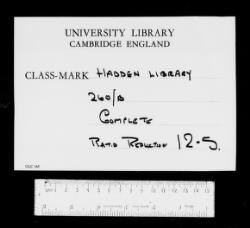 UNIVERSITY LIBRARY
CAMBRIDGE ENGLAND
CLASS-MARK HADDEN LIBRARY
260/B
COMPLETE
RATIO REDUCTION 12.5